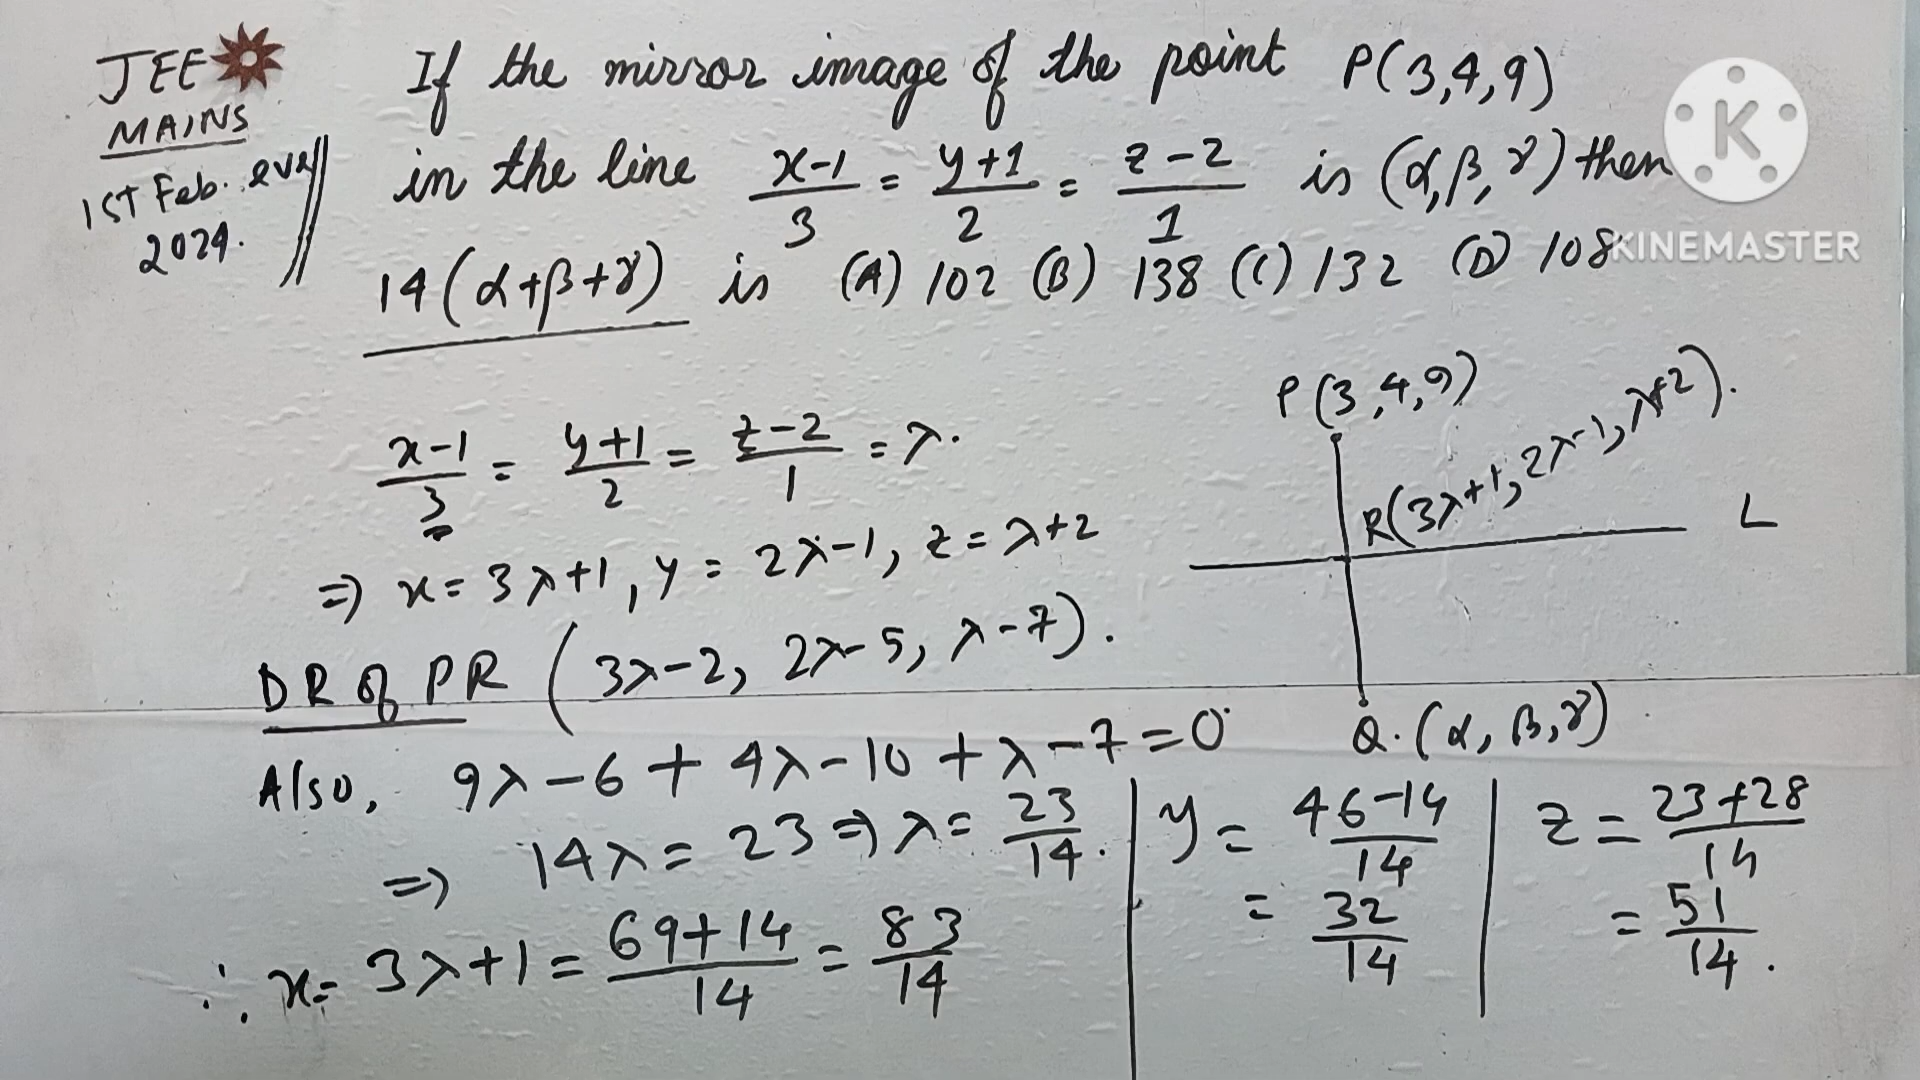 JEE
MAINS
1ST Feb. eve
2024.
If the mirror image of the point P(3,4,9)
in the line x-1/3 = y+1/2 = z-2/1 is (α,β,γ) then
14(α+β+γ) is (A) 102 (B) 138 (C) 132 (D) 108
K
KINEMASTER
x-1/3 = y+1/2 = z-2/1 = λ.
⇒ x = 3λ+1, y = 2λ-1, z = λ+2
P(3,4,9)
R(3λ+1, 2λ-1, λ+2).
L
Q.(α,β,γ)
DR of PR (3λ-2, 2λ-5, λ-7).
Also, 9λ-6+4λ-10+λ-7=0
⇒ 14λ = 23 ⇒ λ = 23/14.
∴ x = 3λ+1 = 69+14/14 = 83/14
y = 46-14/14
= 32/14
z = 23+28/14
= 51/14.